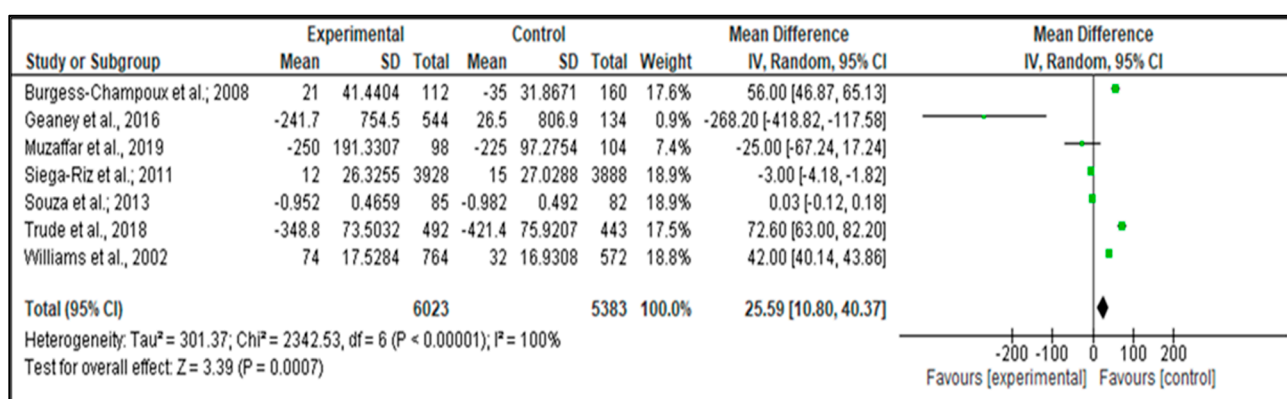 Experimental Control Mean Difference Mean Difference
Study or Subgroup Mean SD Total Mean SD Total Weight IV, Random, 95% CI IV, Random, 95% CI
Burgess-Champoux et al.; 2008 21 41.4404 112 -35 31.8671 160 17.6% 56.00 [46.87, 65.13]
Geaney et al., 2016 -241.7 754.5 544 26.5 806.9 134 0.9% -268.20 [-418.82, -117.58]
Muzaffar et al., 2019 -250 191.3307 98 -225 97.2754 104 7.4% -25.00 [-67.24, 17.24]
Siega-Riz et al. 2011 12 26.3255 3928 15 27.0288 3888 18.9% -3.00 [-4.18, -1.82]
Souza et al.; 2013 -0.952 0.4659 85 -0.982 0.492 82 18.9% 0.03 [-0.12, 0.18]
Trude et al. 2018 -348.8 73.5032 492 -421.4 75.9207 443 17.5% 72.60 [63.00, 82.20]
Williams et al., 2002 74 17.5284 764 32 16.9308 572 18.8% 42.00 [40.14, 43.86]
Total (95% CI) 6023 5383 100.0% 25.59 [10.80, 40.37]
Heterogeneity: Tau² = 301.37; Chi² = 2342.53, df = 6 (P < 0.00001); I² = 100%
Test for overall effect: Z = 3.39 (P = 0.0007)
-200 -100 0 100 200
Favours [experimental] Favours [control]